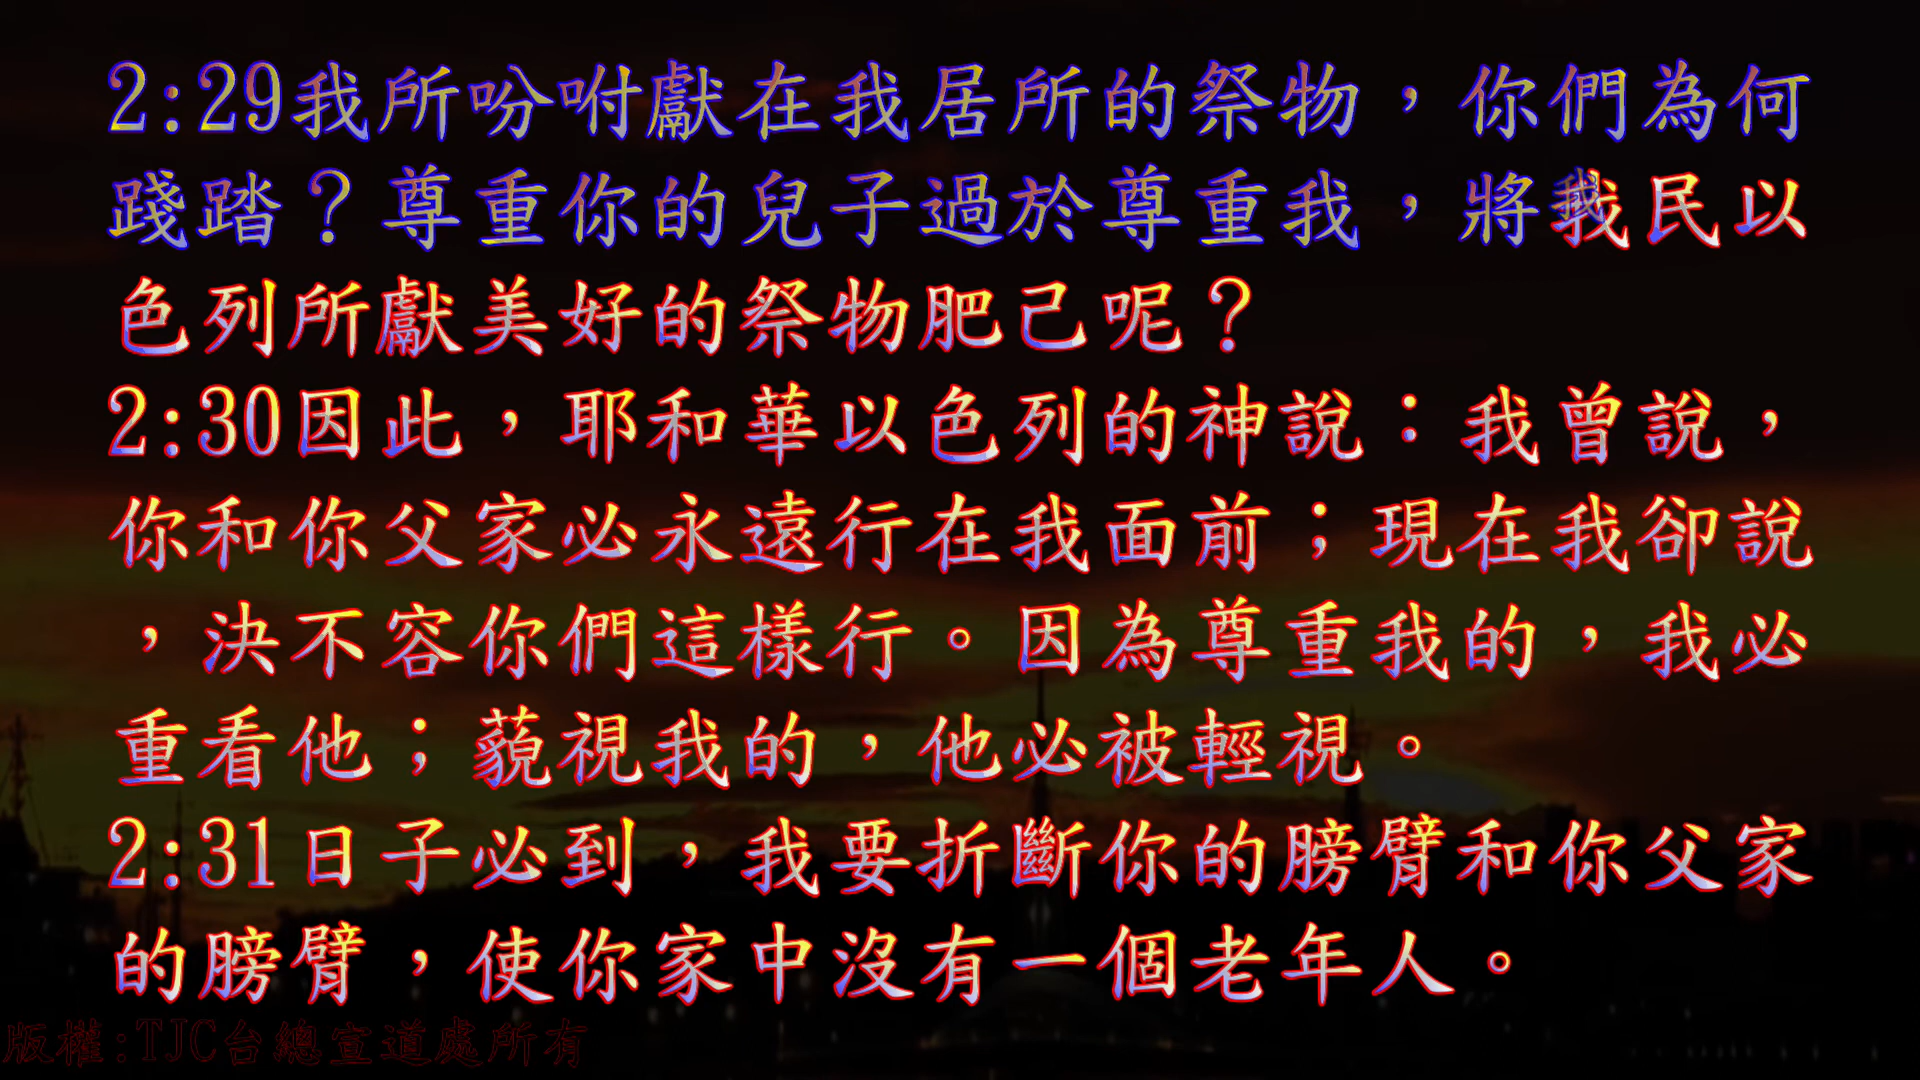 2:29我所吩咐獻在我居所的祭物，你們為何
踐踏？尊重你的兒子過於尊重我，將我民以
色列所獻美好的祭物肥己呢？
2:30因此，耶和華以色列的神說：我曾說，
你和你父家必永遠行在我面前；現在我卻說
，決不容你們這樣行。因為尊重我的，我必
重看他；藐視我的，他必被輕視。
2:31日子必到，我要折斷你的膀臂和你父家
的膀臂，使你家中沒有一個老年人。
版權:TJC台總宣道處所有